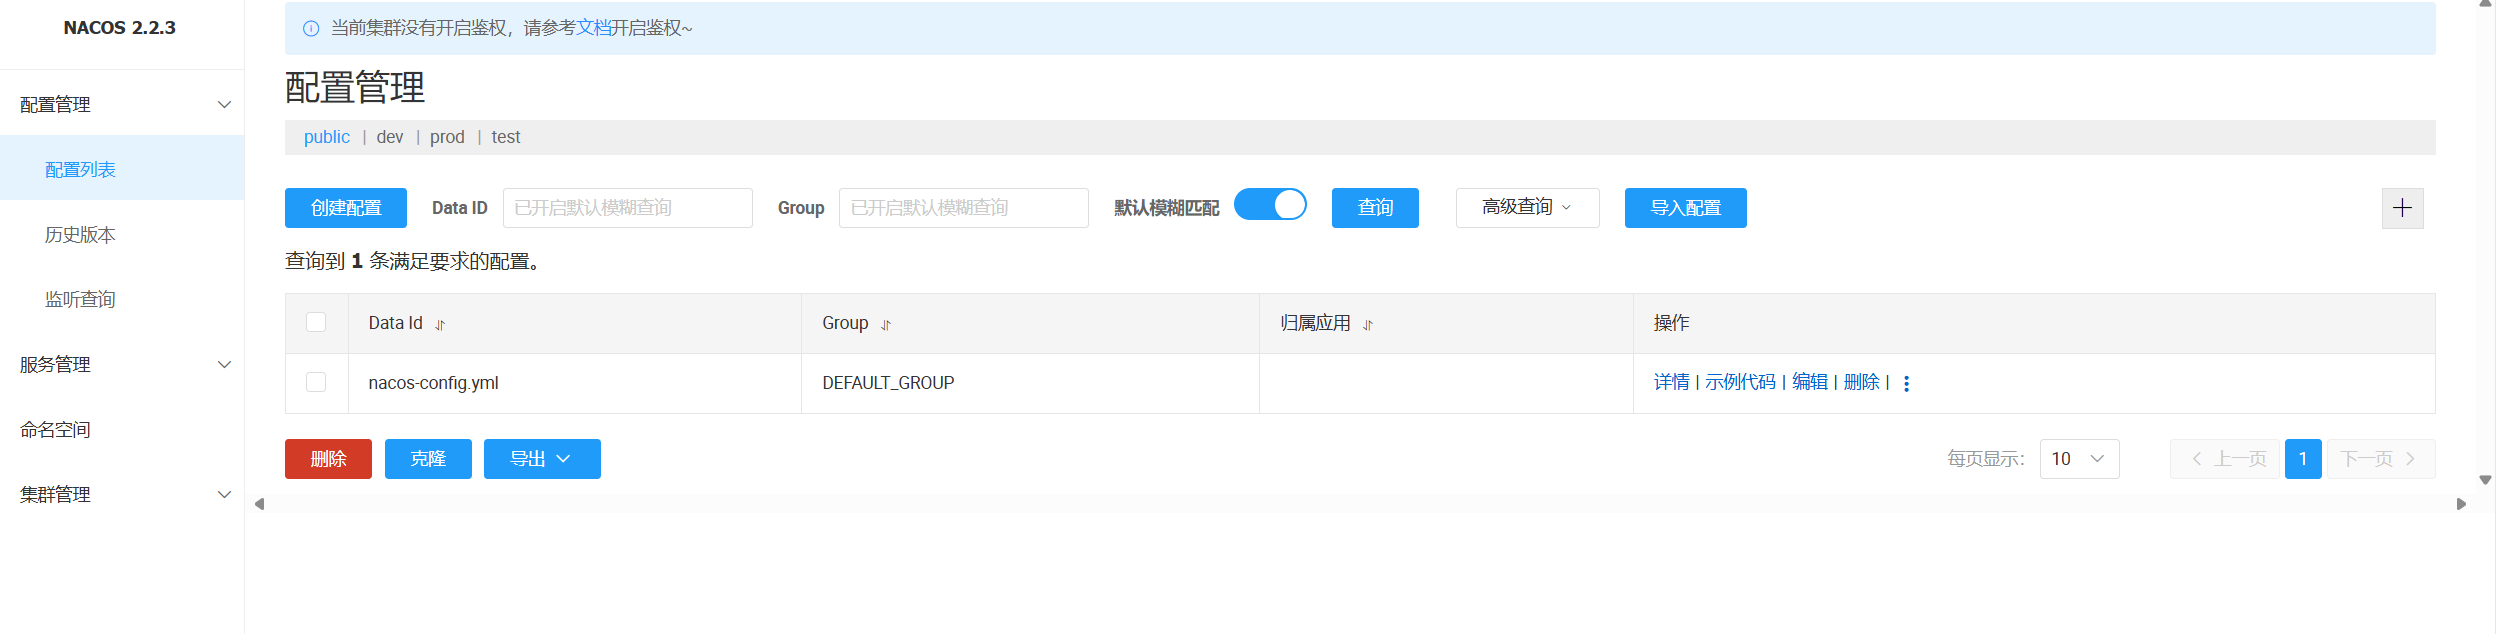 NACOS 2.2.3
配置管理
配置列表
历史版本
监听查询
服务管理
命名空间
集群管理
当前集群没有开启鉴权，请参考文档开启鉴权~
配置管理
public | dev | prod | test
创建配置 Data ID 已开启默认模糊查询 Group 已开启默认模糊查询 默认模糊匹配 查询 高级查询 导入配置
查询到 1 条满足要求的配置。
Data Id Group 归属应用 操作
nacos-config.yml DEFAULT_GROUP 详情 | 示例代码 | 编辑 | 删除 |
删除 克隆 导出 每页显示： 10 上一页 1 下一页